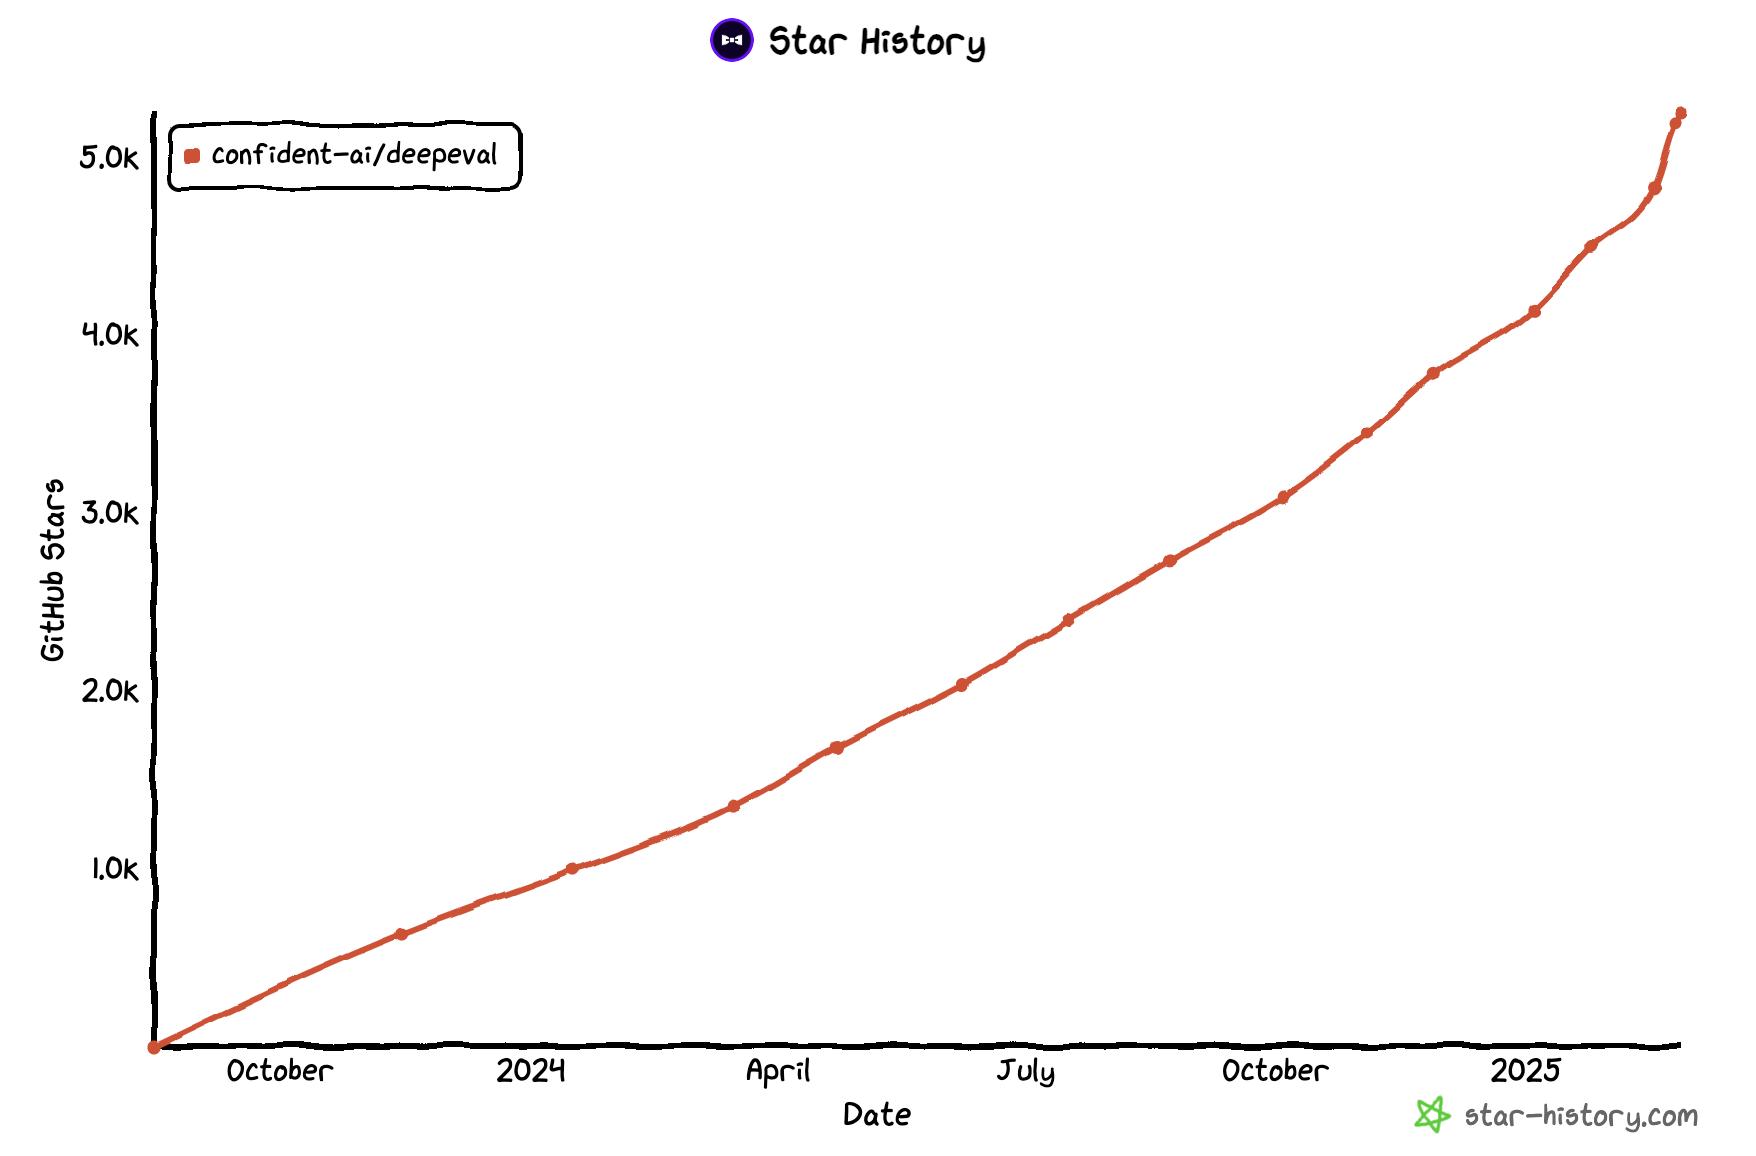 Star History
confident-ai/deepeval
5.0K
4.0K
3.0K
2.0K
1.0K
GitHub Stars
October 2024 April July October 2025
Date
star-history.com